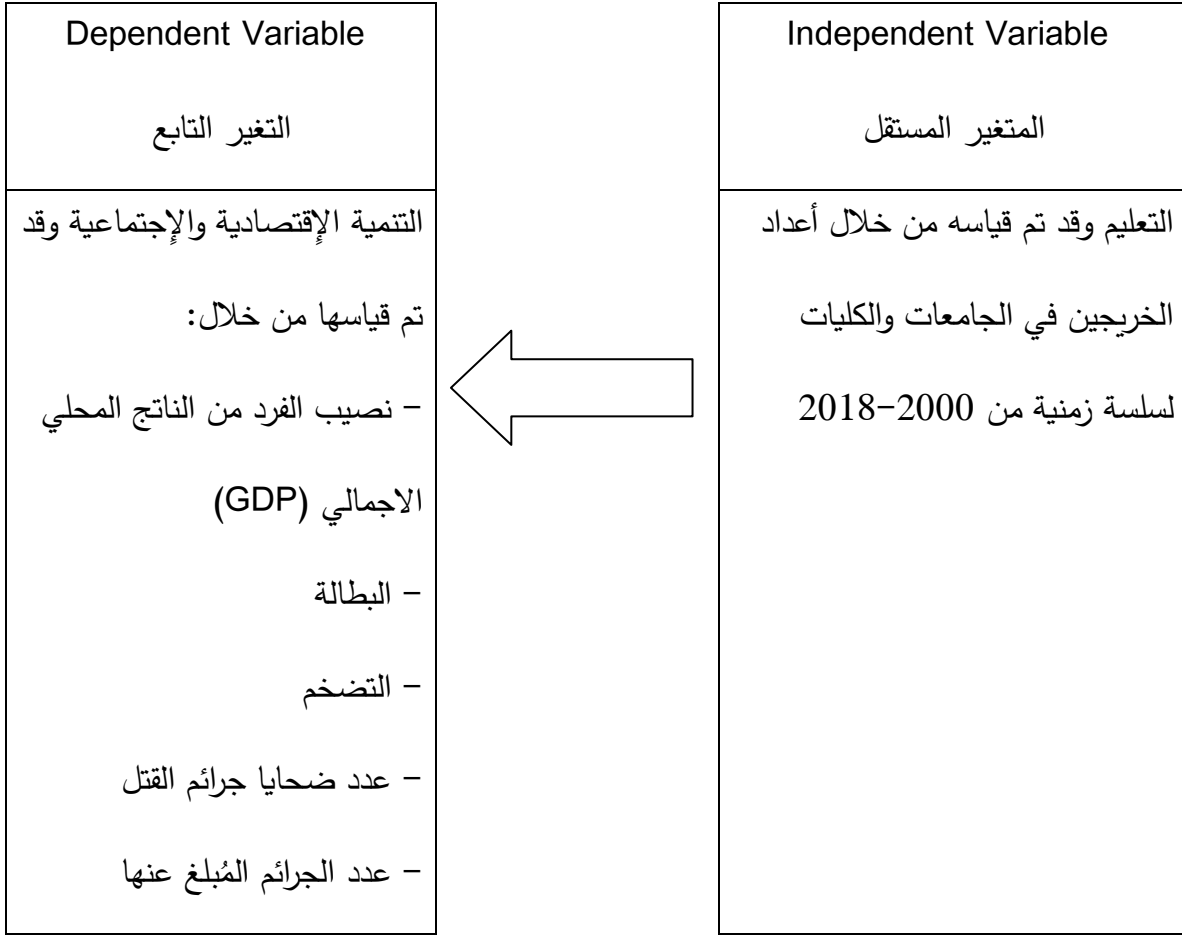 Independent Variable
المتغير المستقل
التعليم وقد تم قياسه من خلال أعداد
الخريجين في الجامعات والكليات
لسلسة زمنية من 2000-2018
Dependent Variable
التغير التابع
التنمية الإقتصادية والإجتماعية وقد
تم قياسها من خلال:
- نصيب الفرد من الناتج المحلي
الاجمالي (GDP)
- البطالة
- التضخم
- عدد ضحايا جرائم القتل
- عدد الجرائم المُبلغ عنها